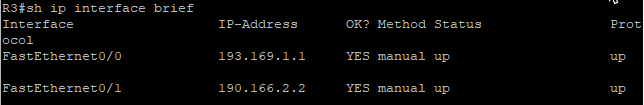 R3#sh ip interface brief
Interface                  IP-Address      OK? Method Status                Prot
ocol
FastEthernet0/0            193.169.1.1     YES manual up                    up
FastEthernet0/1            190.166.2.2     YES manual up                    up